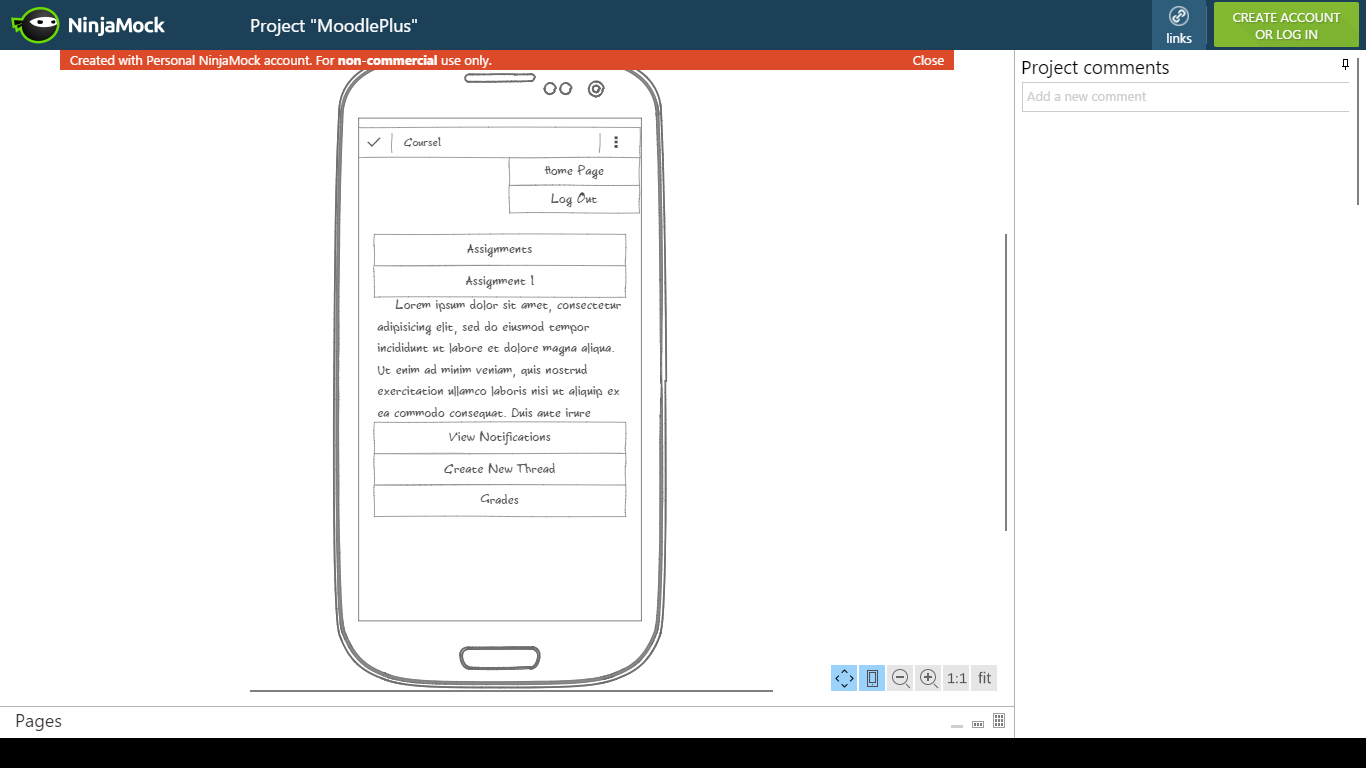 NinjaMock
Project "MoodlePlus"
links
CREATE ACCOUNT
OR LOG IN
Created with Personal NinjaMock account. For non-commercial use only.
Close
Project comments
Add a new comment
Course1
Home Page
Log Out
Assignments
Assignment 1
Lorem ipsum dolor sit amet, consectetur
adipisicing elit, sed do eiusmod tempor
incididunt ut labore et dolore magna aliqua.
Ut enim ad minim veniam, quis nostrud
exercitation ullamco laboris nisi ut aliquip ex
ea commodo consequat. Duis aute irure
View Notifications
Create New Thread
Grades
1:1
fit
Pages